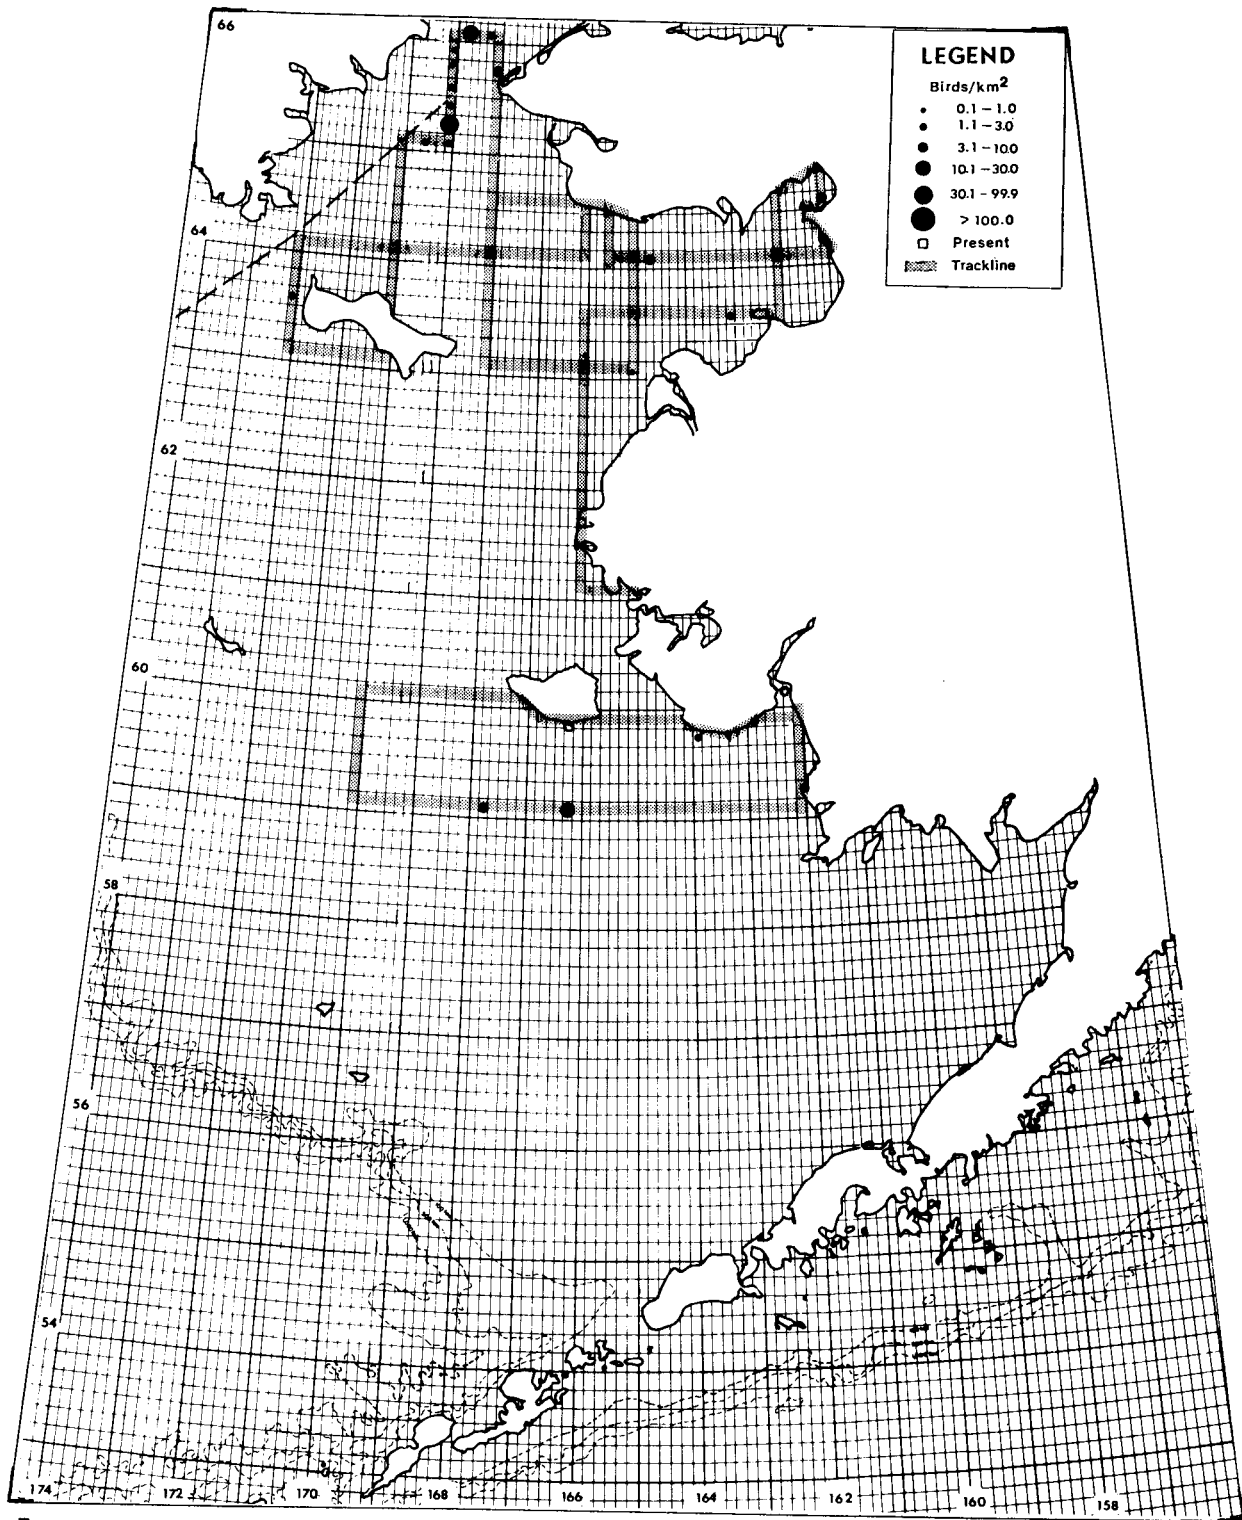 66
LEGEND
Birds/km2
0.1 – 1.0
1.1 – 3.0
3.1 – 10.0
10.1 – 30.0
30.1 – 99.9
> 100.0
Present
Trackline
64
62
60
58
56
54
174 172 170 168 166 164 162 160 158